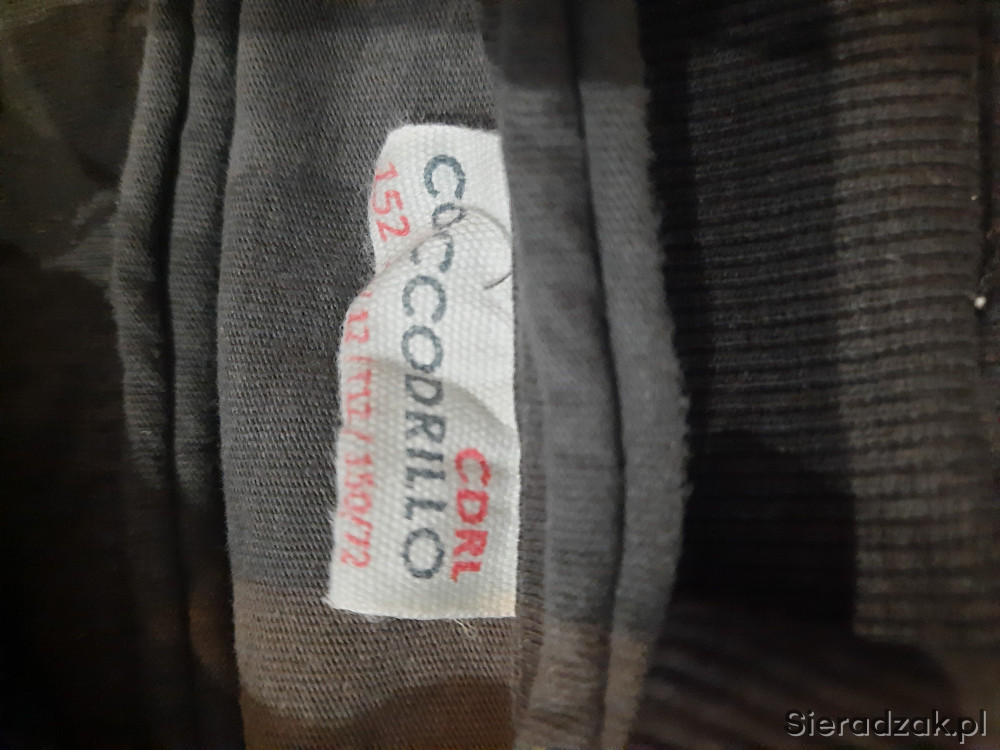 CDRL
COCCODRILLO
152
Sieradzak.pl